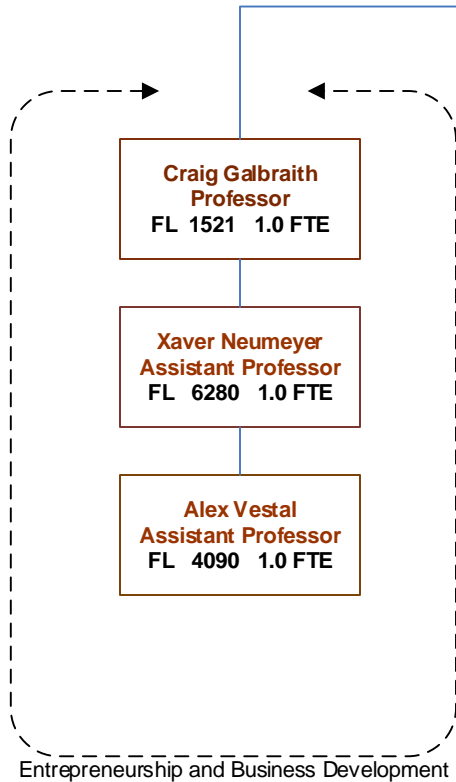 Craig Galbraith
Professor
FL 1521 1.0 FTE
Xaver Neumeyer
Assistant Professor
FL 6280 1.0 FTE
Alex Vestal
Assistant Professor
FL 4090 1.0 FTE
Entrepreneurship and Business Development